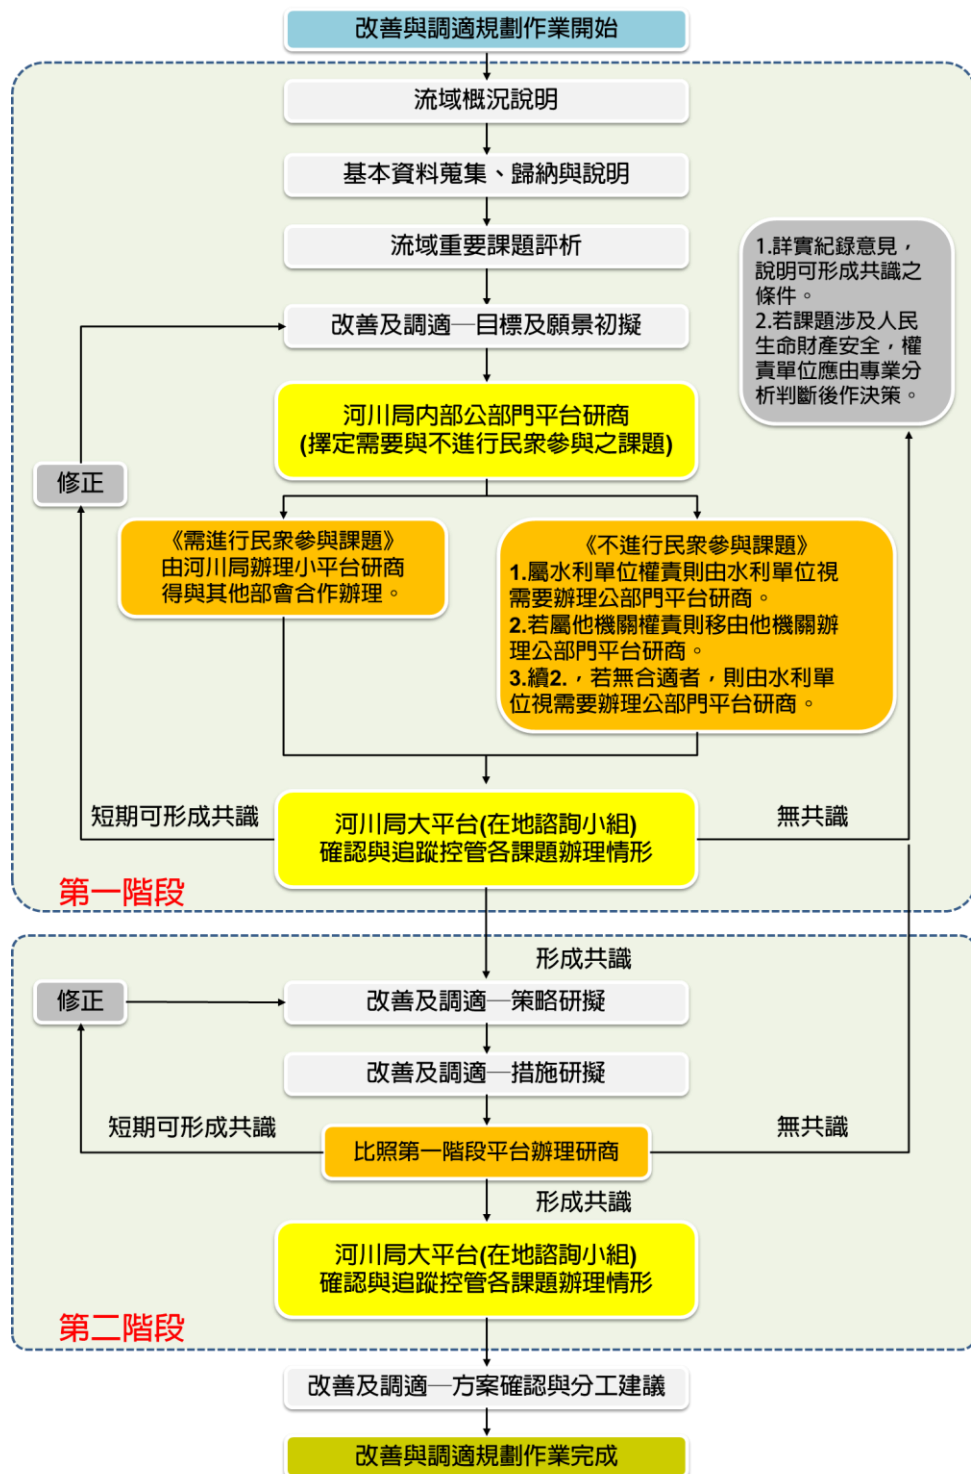 改善與調適規劃作業開始
流域概況說明
基本資料蒐集、歸納與說明
流域重要課題評析
改善及調適—目標及願景初擬
1.詳實紀錄意見，
說明可形成共識之
條件。
2.若課題涉及人民
生命財產安全，權
責單位應由專業分
析判斷後作決策。
河川局內部公部門平台研商
(擇定需要與不進行民眾參與之課題)
修正
《需進行民眾參與課題》
由河川局辦理小平台研商
得與其他部會合作辦理。
《不進行民眾參與課題》
1.屬水利單位權責則由水利單位視
需要辦理公部門平台研商。
2.若屬他機關權責則移由他機關辦
理公部門平台研商。
3.續2.，若無合適者，則由水利單
位視需要辦理公部門平台研商。
短期可形成共識
河川局大平台(在地諮詢小組)
確認與追蹤控管各課題辦理情形
無共識
第一階段
形成共識
修正
改善及調適—策略研擬
改善及調適—措施研擬
短期可形成共識
無共識
比照第一階段平台辦理研商
形成共識
河川局大平台(在地諮詢小組)
確認與追蹤控管各課題辦理情形
第二階段
改善及調適—方案確認與分工建議
改善與調適規劃作業完成